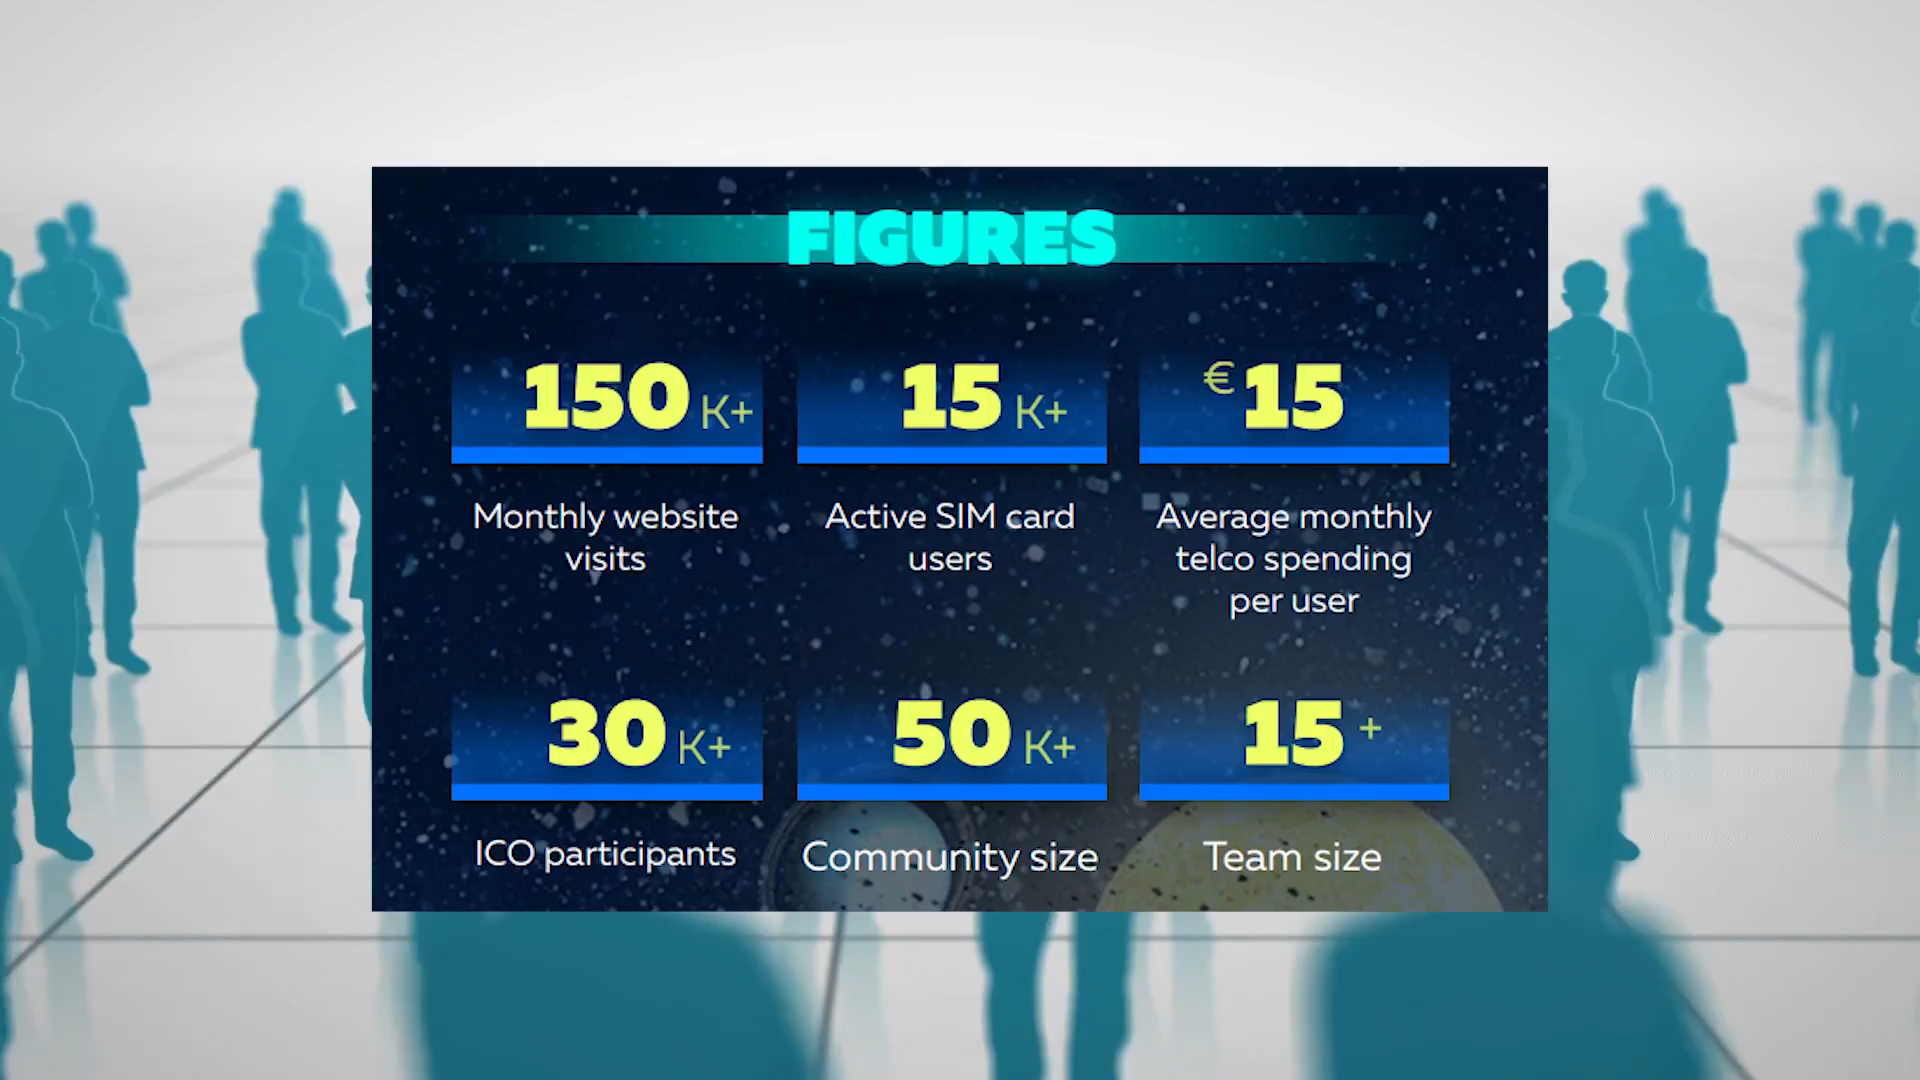 FIGURES
150 K+
15 K+
€15
Monthly website
visits
Active SIM card
users
Average monthly
telco spending
per user
30 K+
50 K+
15 +
ICO participants
Community size
Team size